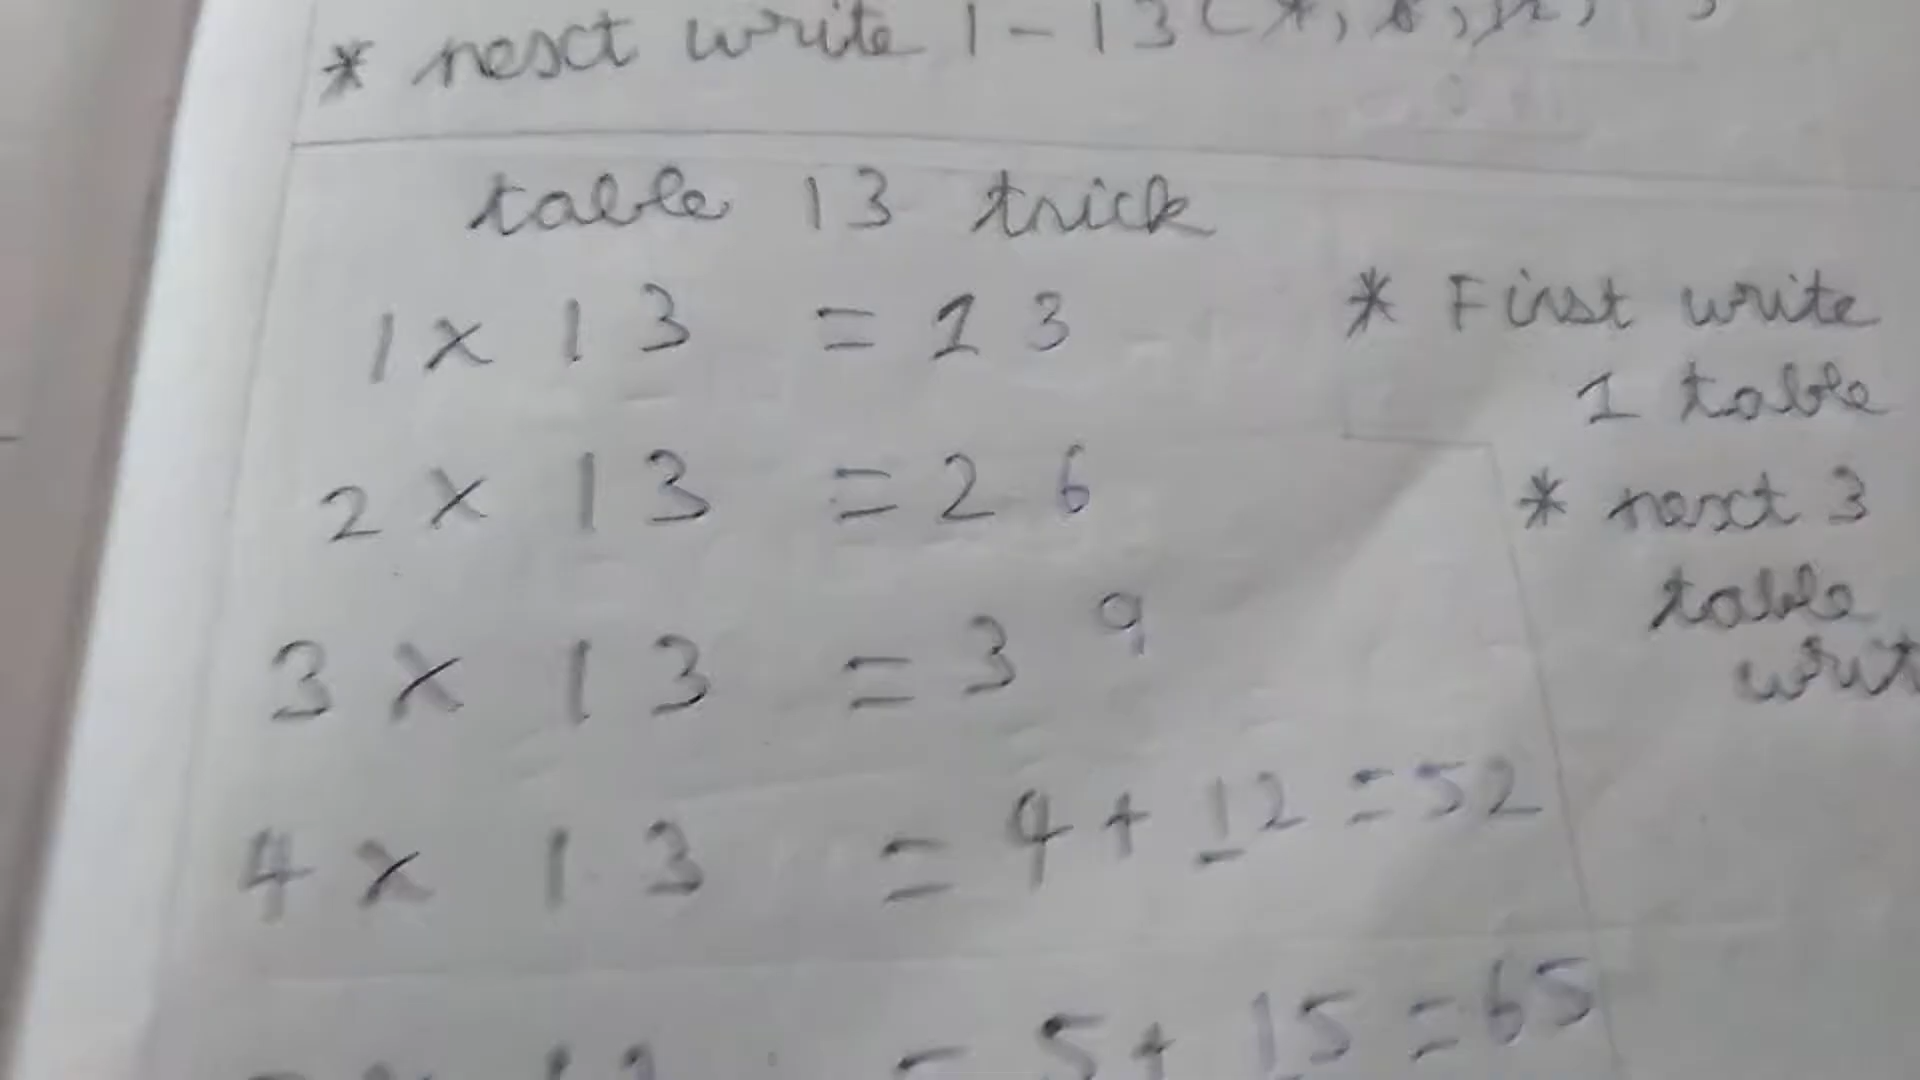 * next write 1 - 13 (
table 13 trick
1 x 13 = 13
2 x 13 = 26
3 x 13 = 39
4 x 13 = 4 + 12 = 52
= 5 + 15 = 65
* First write
1 table
* next 3
table
writ